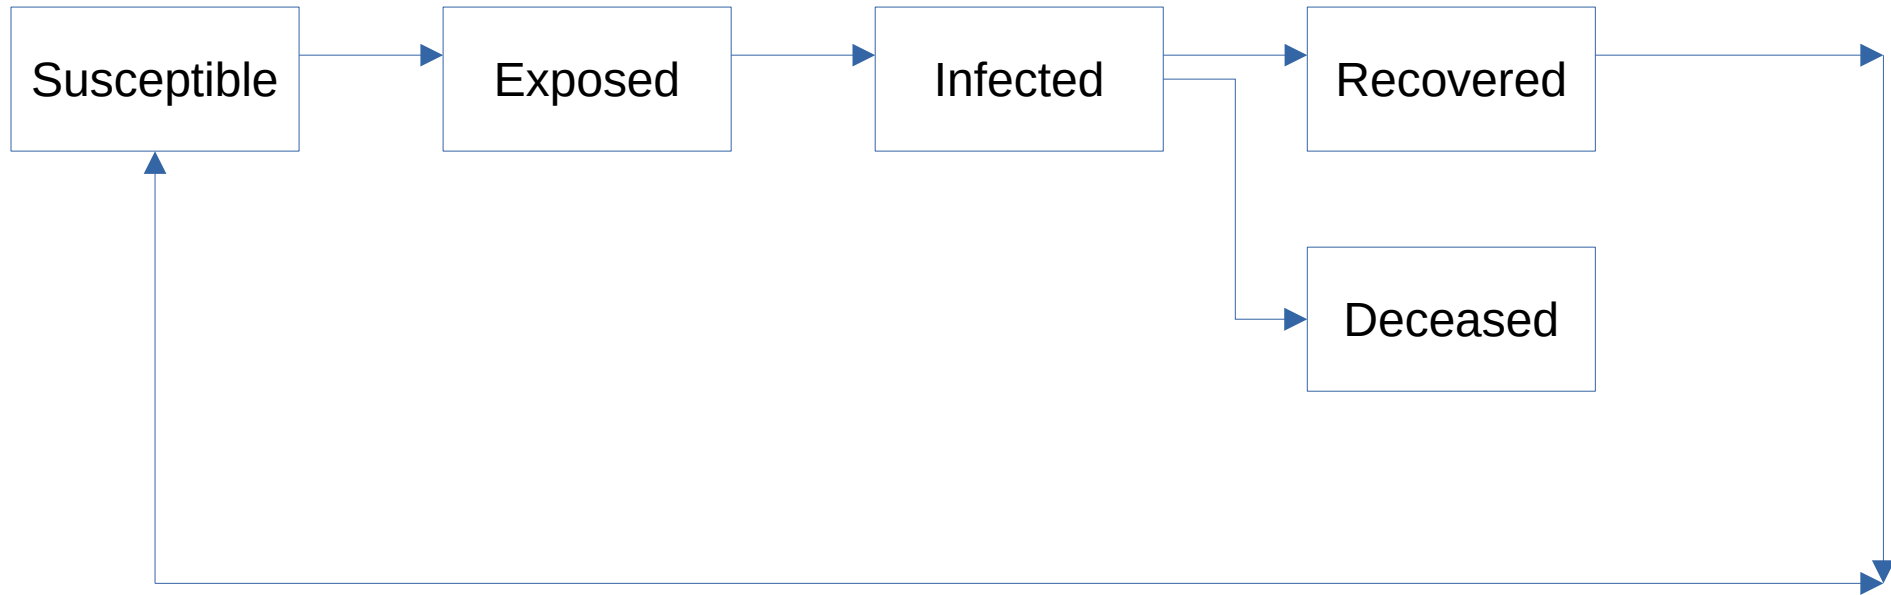 Susceptible
Exposed
Infected
Recovered
Deceased